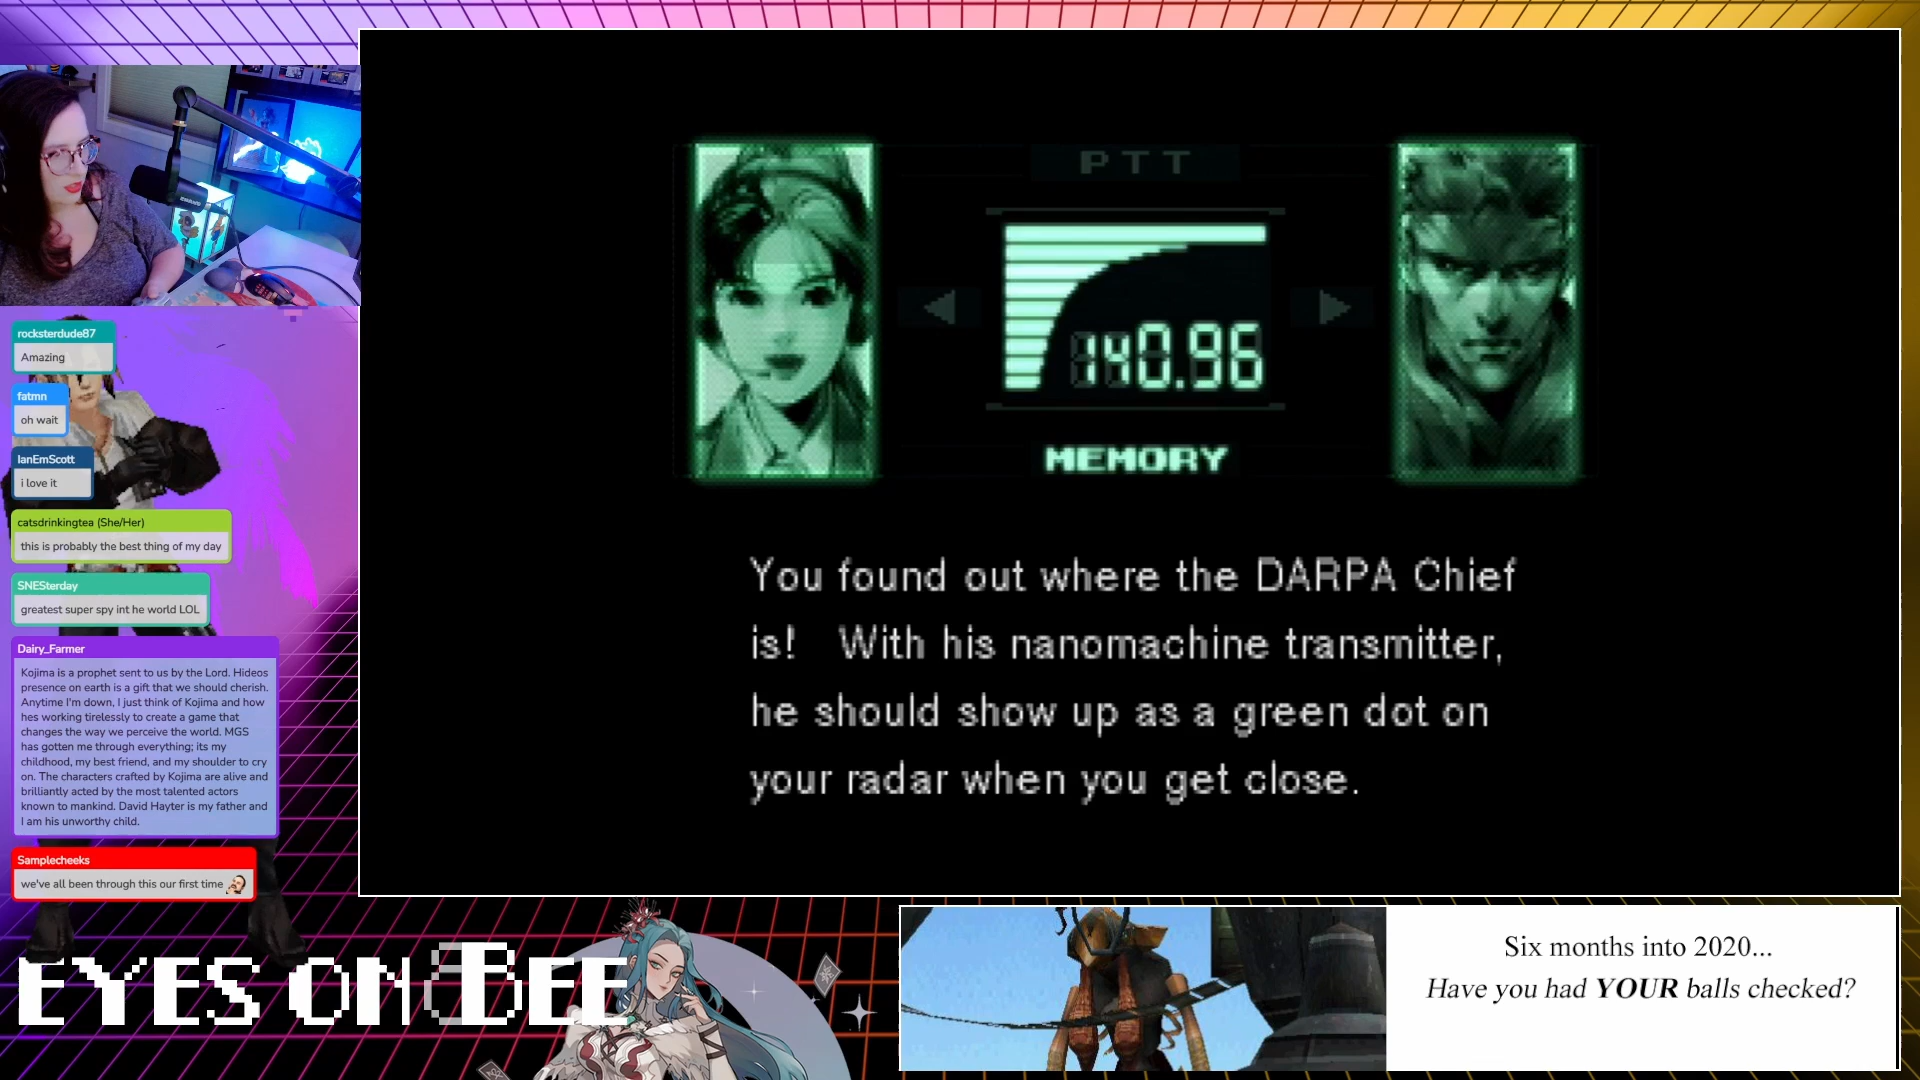 rocksterdude87
Amazing
fatmn
oh wait
IanEmScott
i love it
catsdrinkingtea (She/Her)
this is probably the best thing of my day
SNESterday
greatest super spy int he world LOL
Dairy_Farmer
Kojima is a prophet sent to us by the Lord. Hideos
presence on earth is a gift that we should cherish.
Anytime I'm down, I just think of Kojima and how
hes working tirelessly to create a game that
changes the way we perceive the world. MGS
has gotten me through everything; its my
childhood, my best friend, and my shoulder to cry
on. The characters crafted by Kojima are alive and
brilliantly acted by the most talented actors
known to mankind. David Hayter is my father and
I am his unworthy child.
Samplecheeks
we've all been through this our first time
PTT
140.96
MEMORY
You found out where the DARPA Chief
is! With his nanomachine transmitter,
he should show up as a green dot on
your radar when you get close.
EYES ON BEE
Six months into 2020...
Have you had YOUR balls checked?